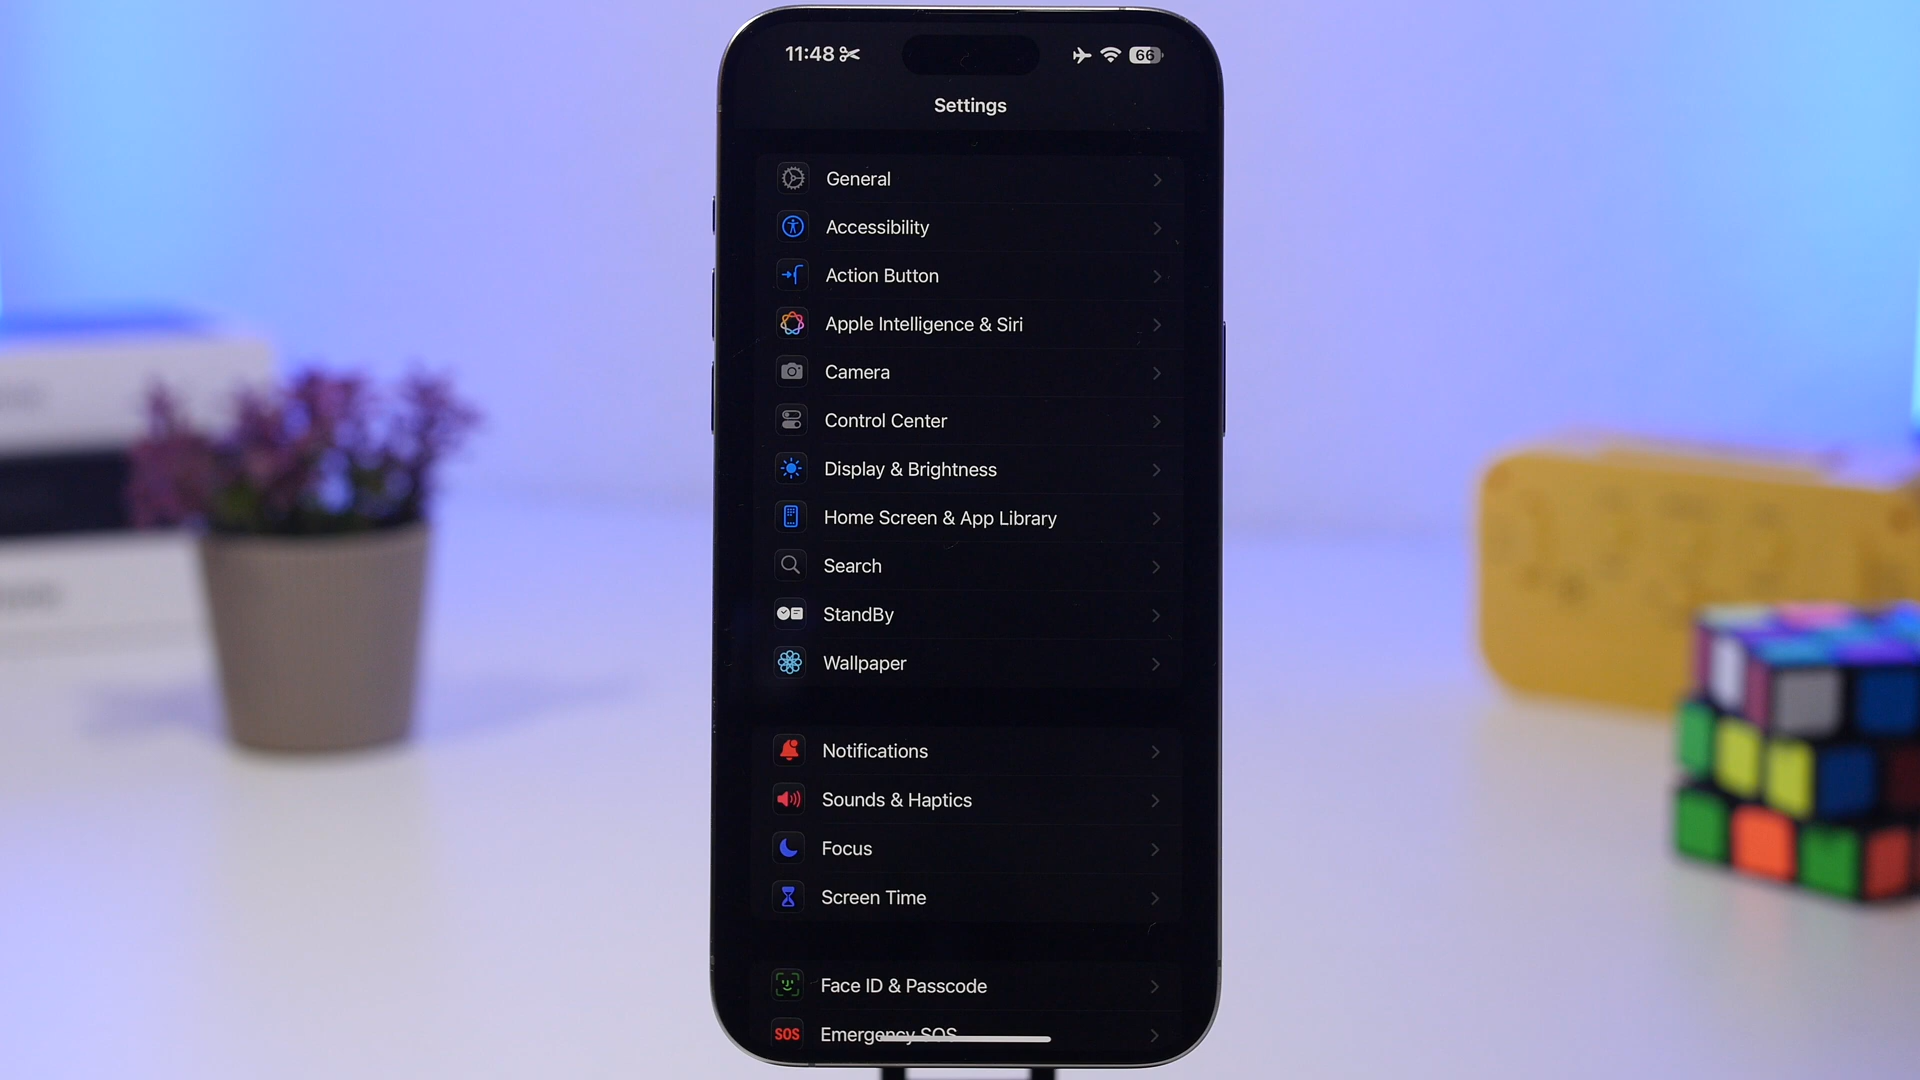 11:48
66
Settings
General
Accessibility
Action Button
Apple Intelligence & Siri
Camera
Control Center
Display & Brightness
Home Screen & App Library
Search
StandBy
Wallpaper
Notifications
Sounds & Haptics
Focus
Screen Time
Face ID & Passcode
SOS Emergency SOS